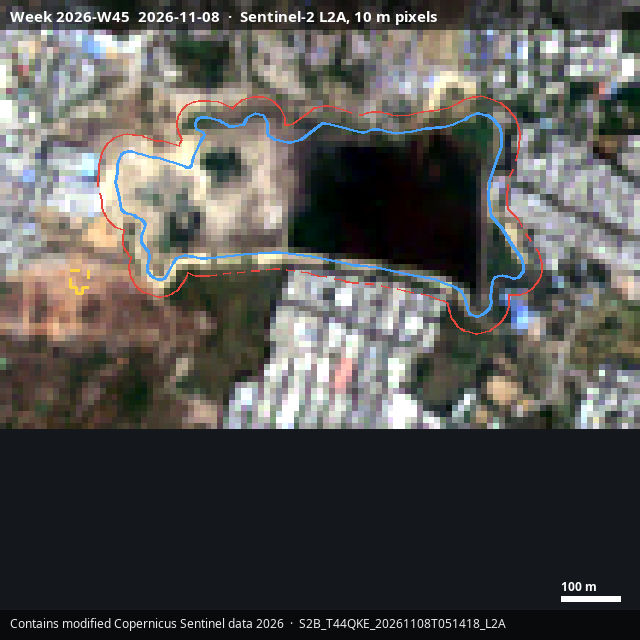 Week 2026-W45 2026-11-08 · Sentinel-2 L2A, 10 m pixels
100 m
Contains modified Copernicus Sentinel data 2026 · S2B_T44QKE_20261108T051418_L2A